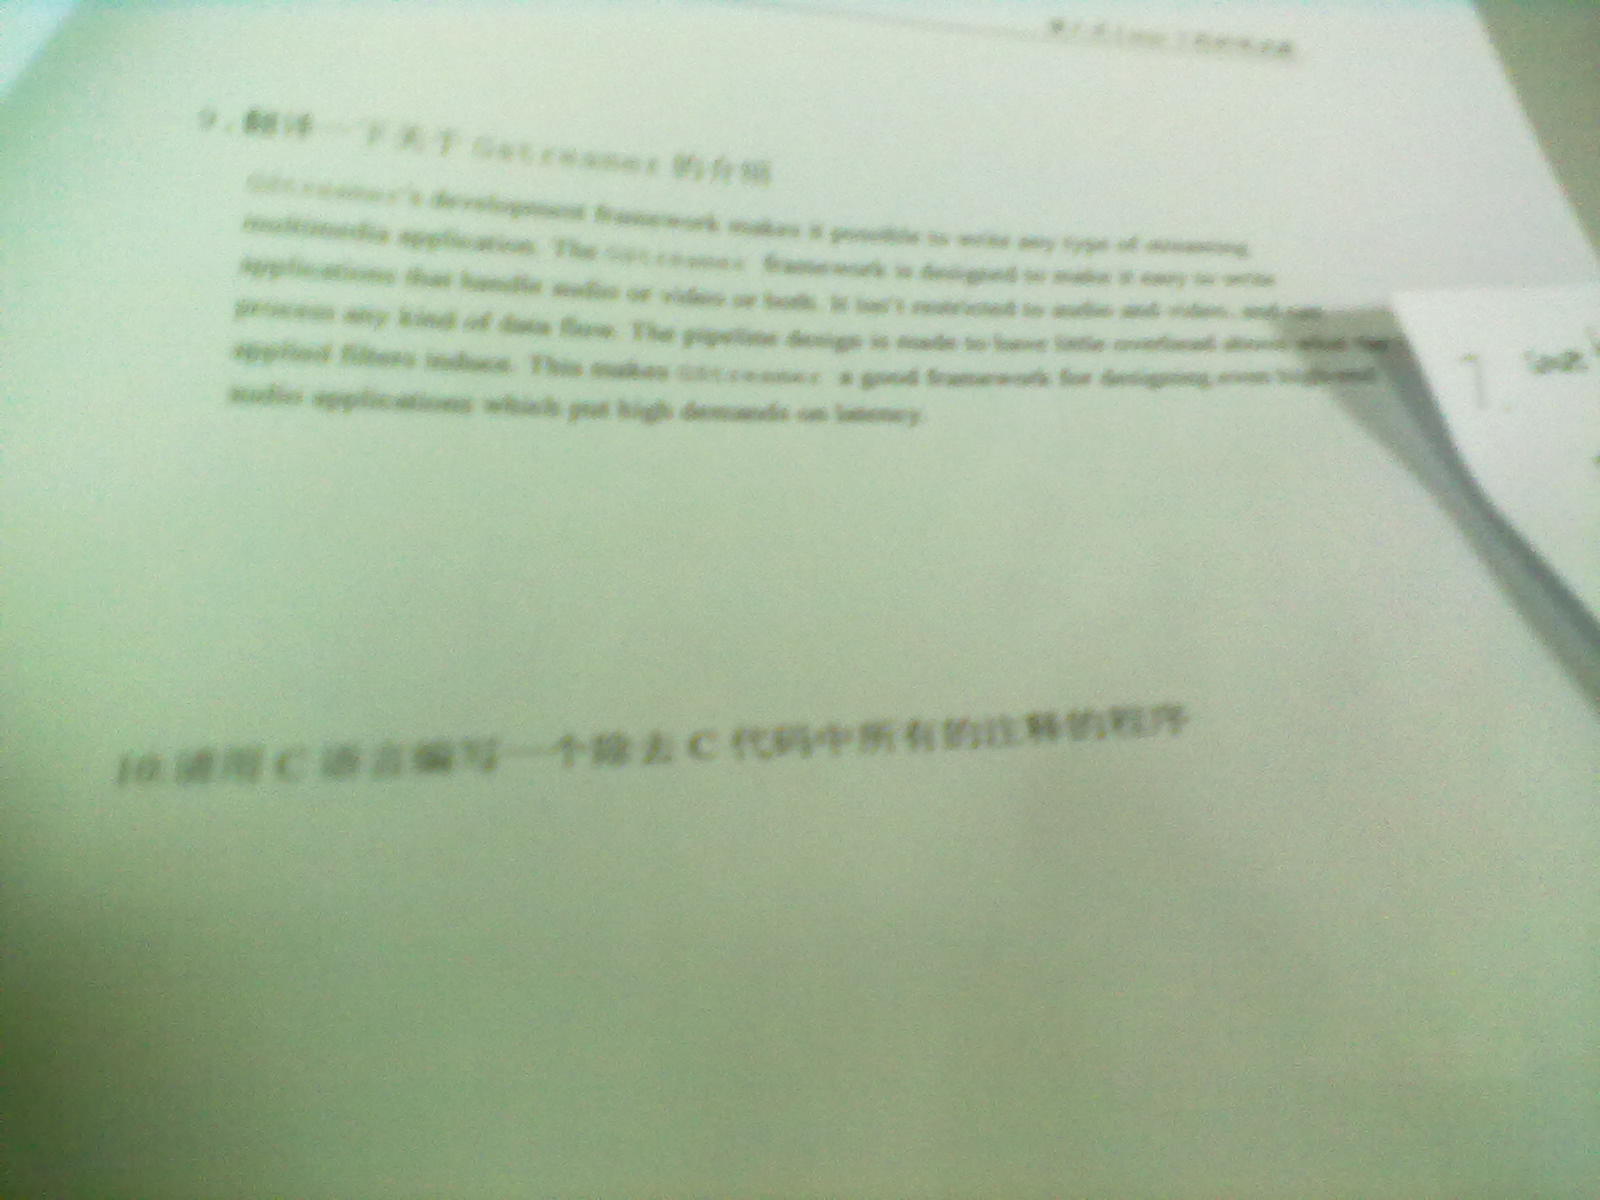 9.翻译一下关于 Gstreamer 的介绍
Gstreamer's development framework makes it possible to write any type of streaming
multimedia application. The Gstreamer framework is designed to make it easy to write
applications that handle audio or video or both. It isn't restricted to audio and video, and can
process any kind of data flow. The pipeline design is made to have little overhead above what the
applied filters induce. This makes GStreamer a good framework for designing even high-end
audio applications which put high demands on latency.
10.请用 C 语言编写一个除去 C 代码中所有的注释的程序